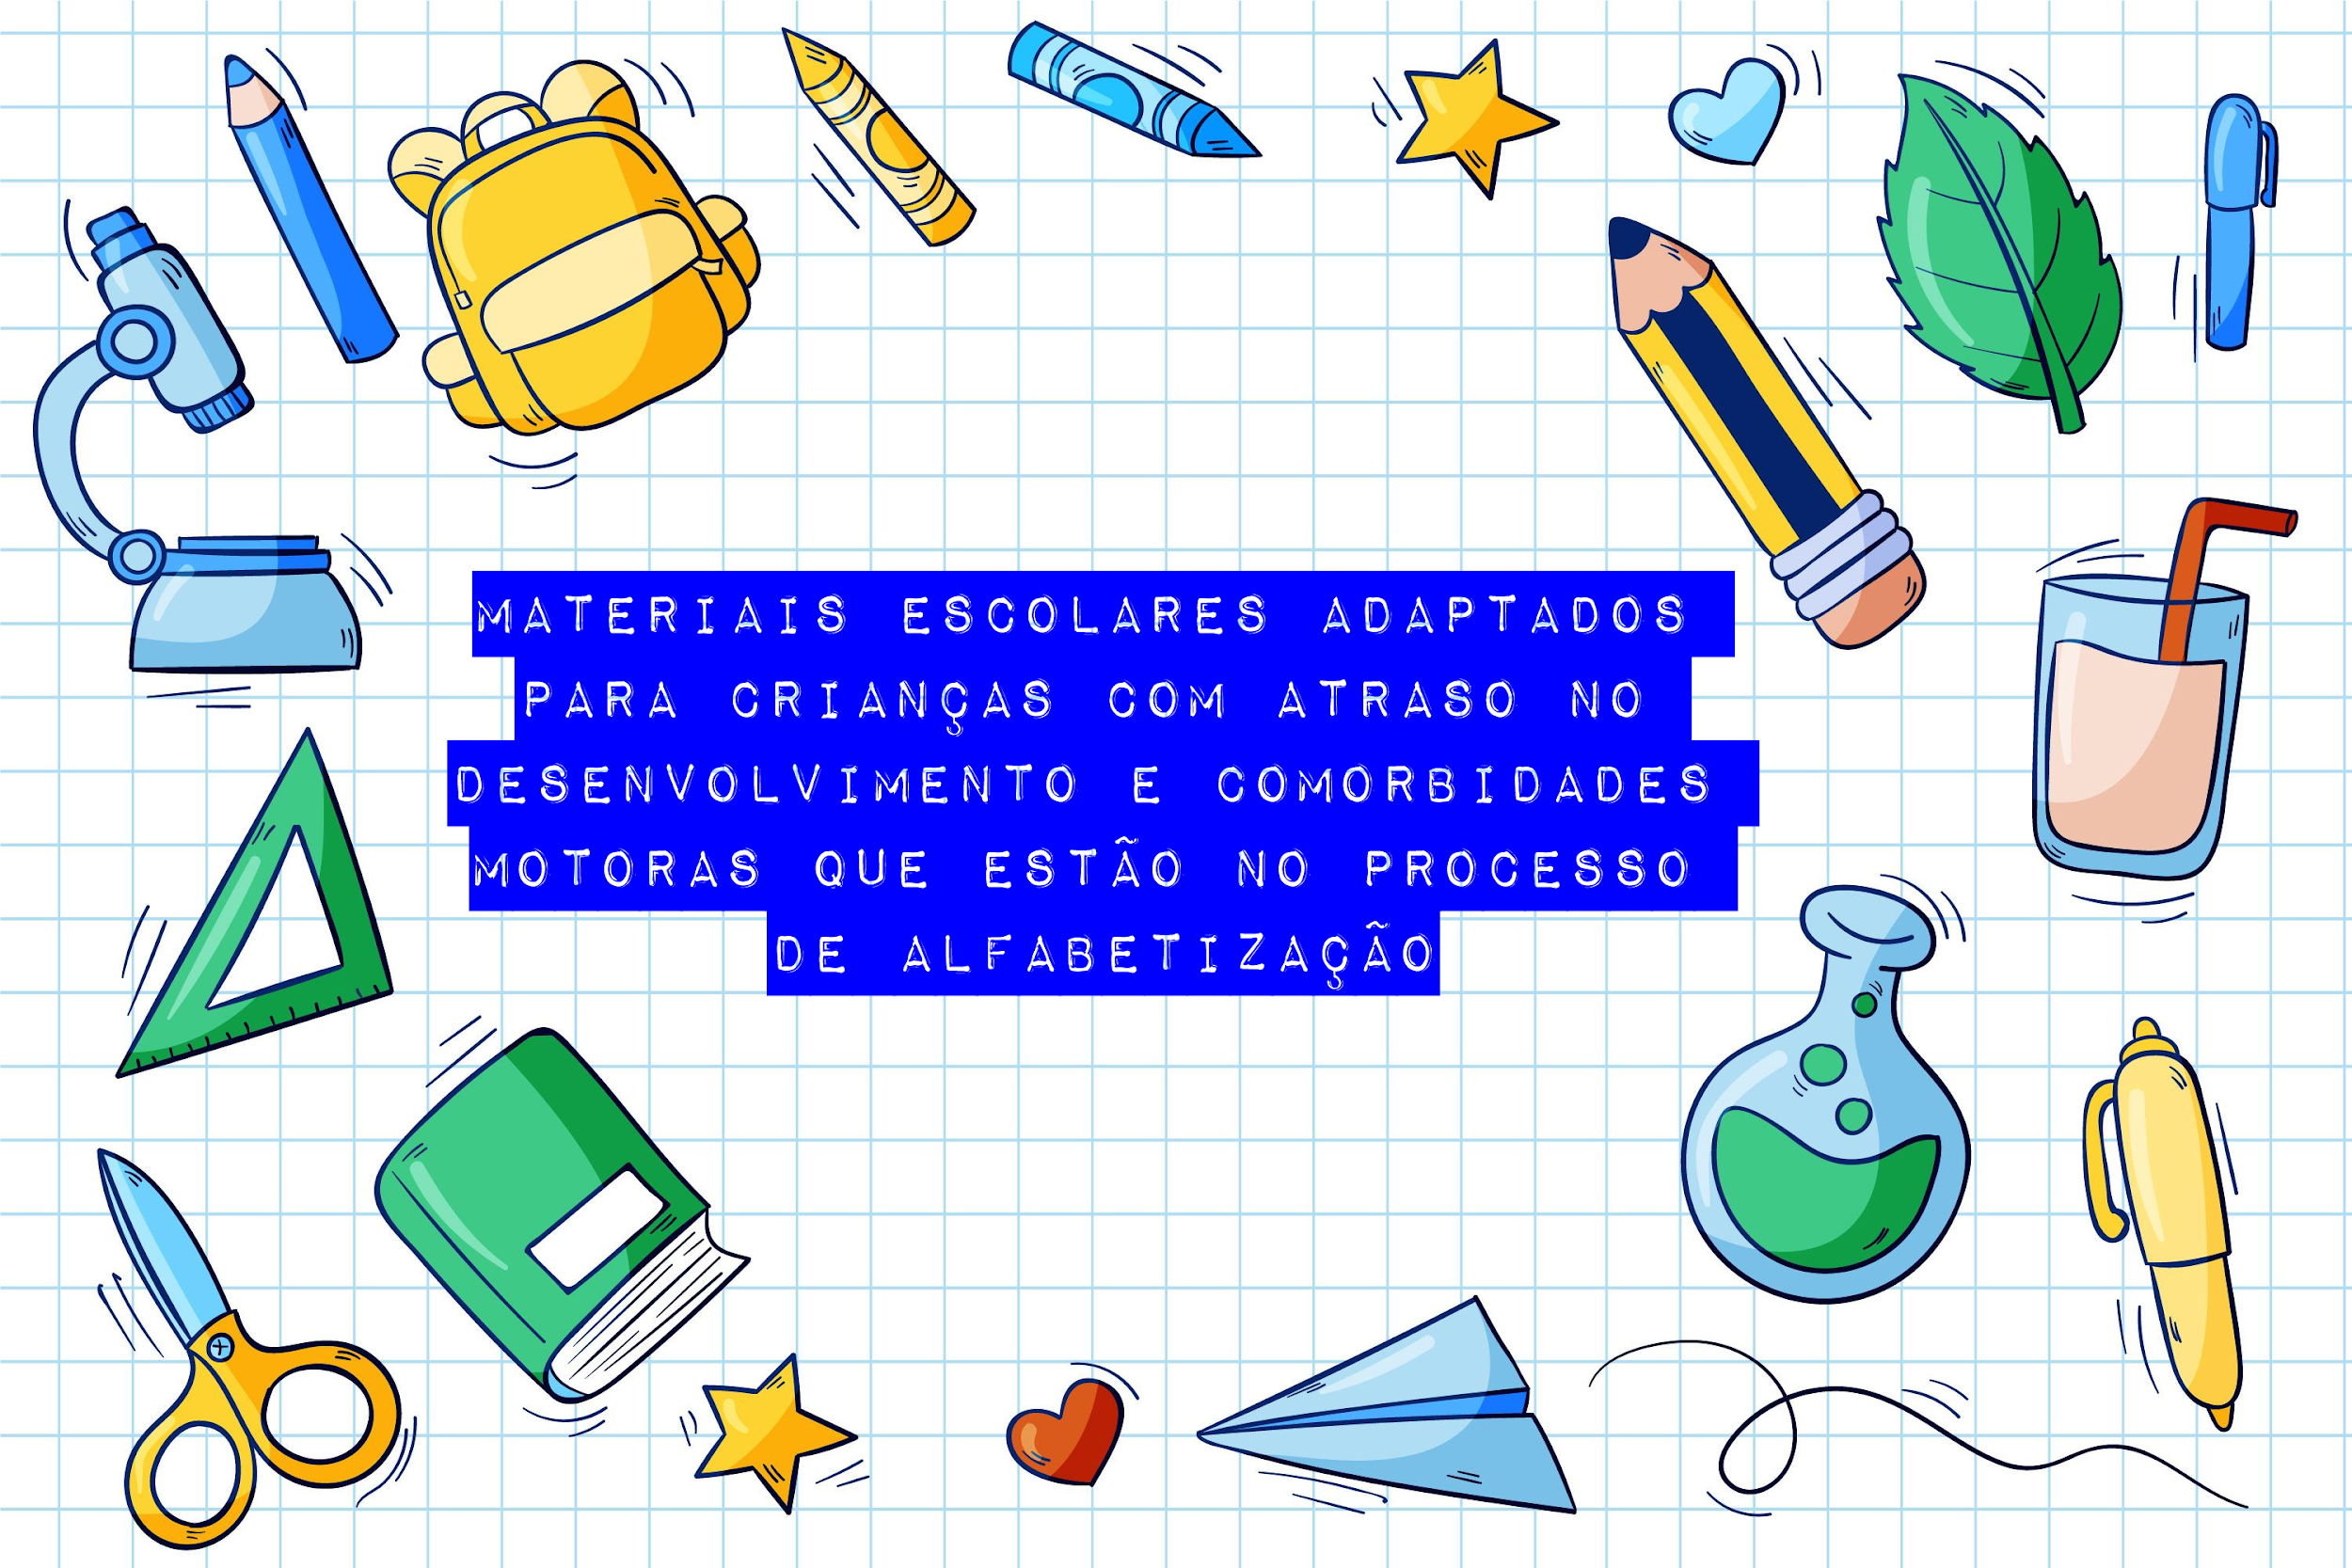 MATERIAIS ESCOLARES ADAPTADOS
PARA CRIANÇAS COM ATRASO NO
DESENVOLVIMENTO E COMORBIDADES
MOTORAS QUE ESTÃO NO PROCESSO
DE ALFABETIZAÇÃO